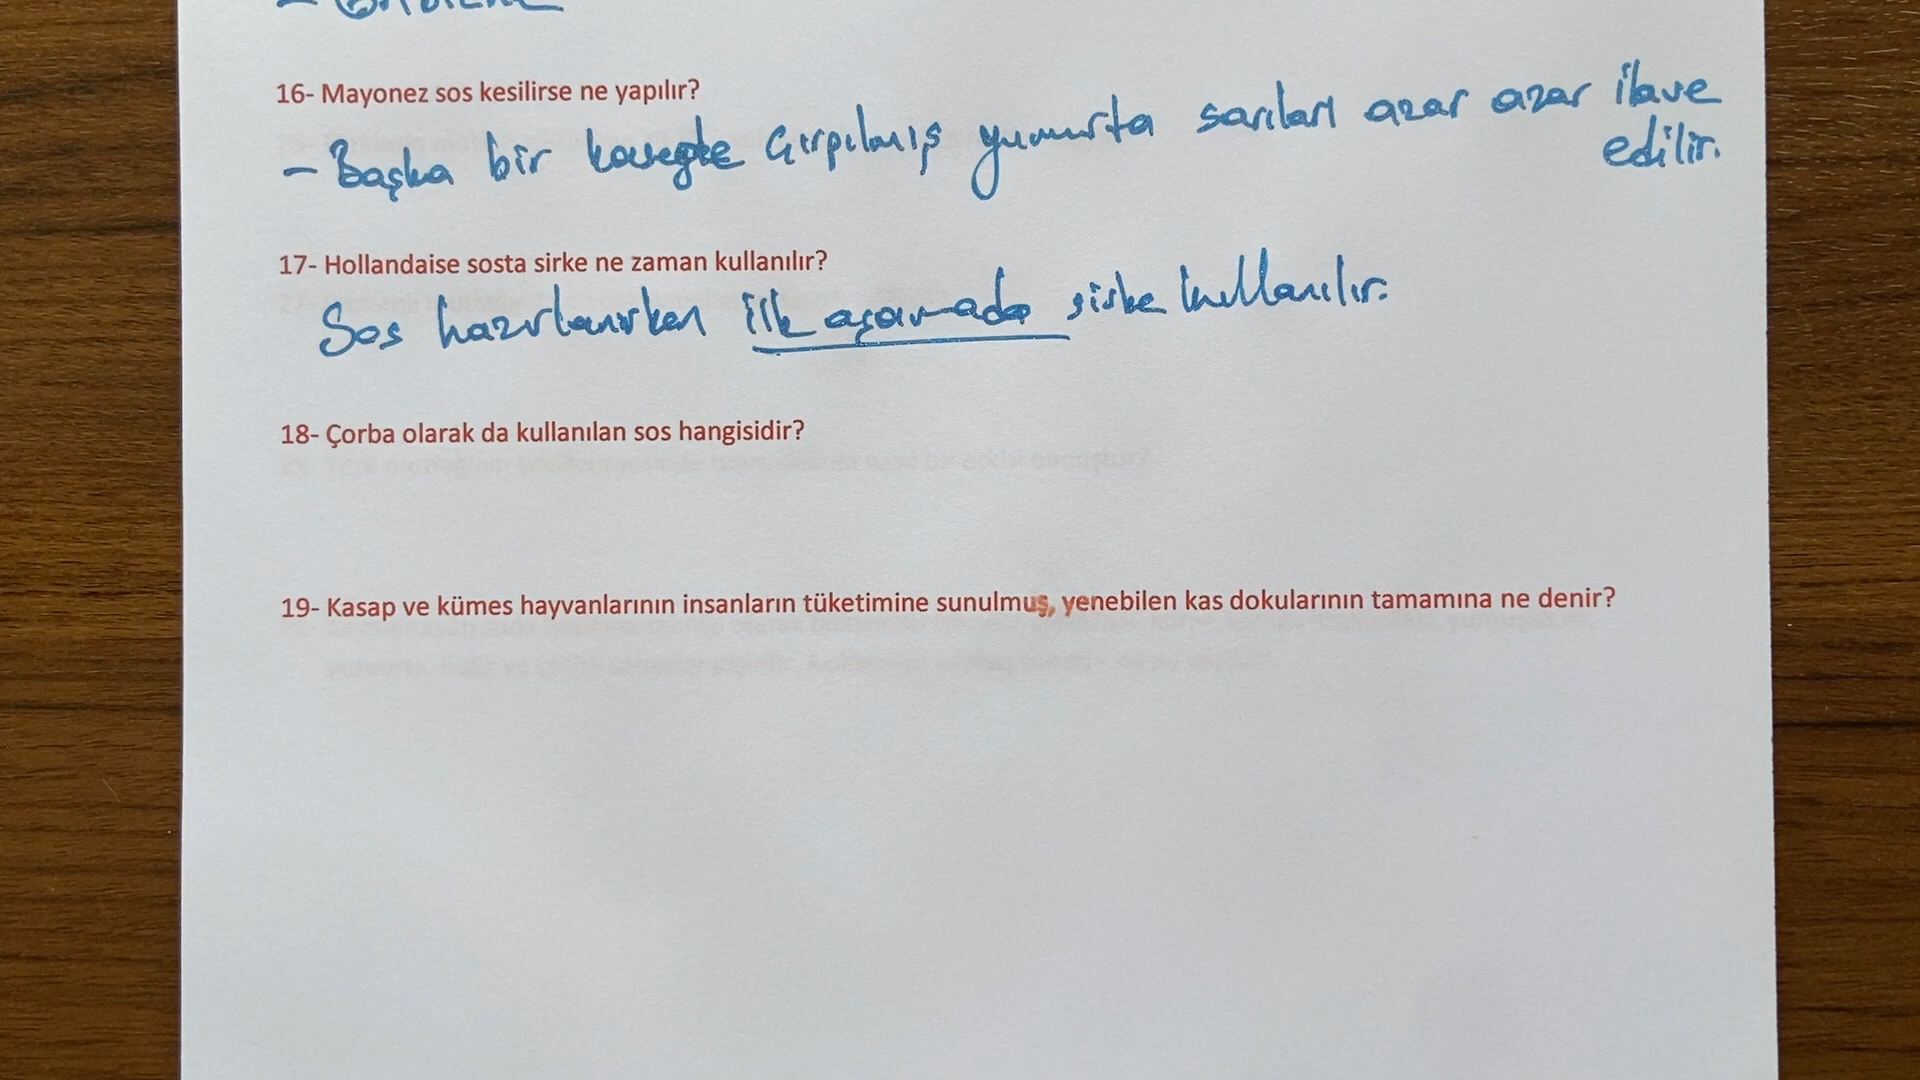 16- Mayonez sos kesilirse ne yapılır?
- Başka bir kasede çırpılmış yumurta sarıları azar azar ilave
edilir.
17- Hollandaise sosta sirke ne zaman kullanılır?
Sos hazırlanırken ilk aşamada sirke kullanılır.
18- Çorba olarak da kullanılan sos hangisidir?
19- Kasap ve kümes hayvanlarının insanların tüketimine sunulmuş, yenebilen kas dokularının tamamına ne denir?